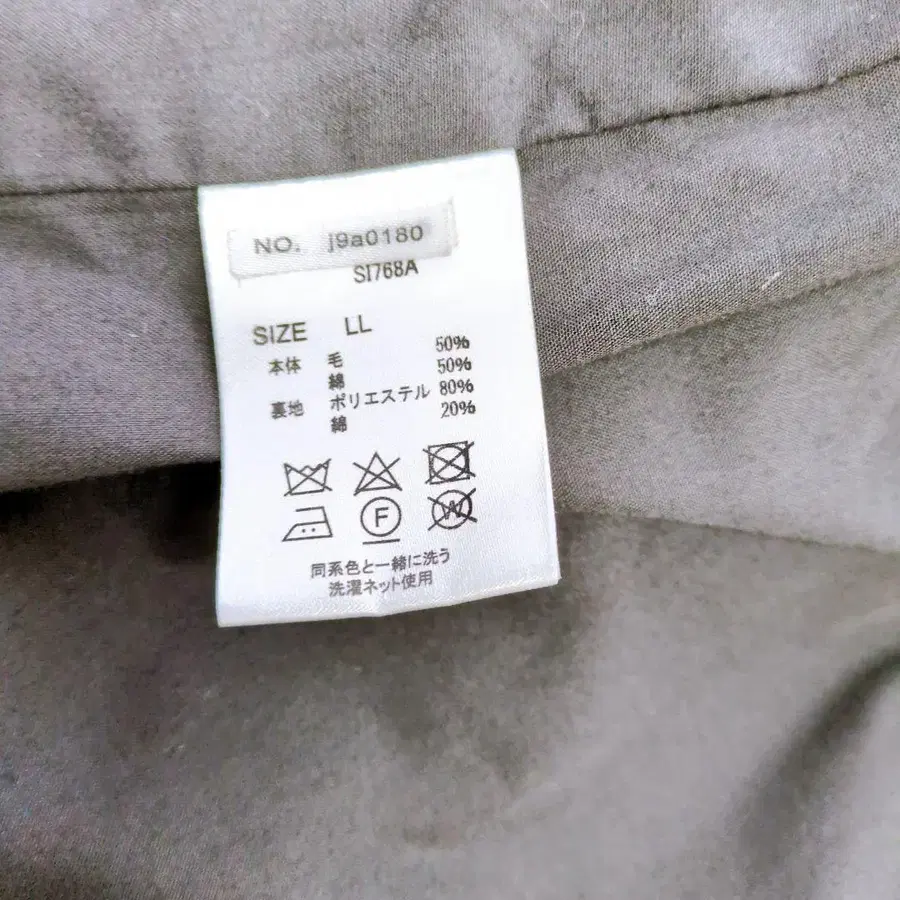 NO. j9a0180
SI768A
SIZE LL
本体 毛 50%
綿 50%
裏地 ポリエステル 80%
綿 20%
F
W
同系色と一緒に洗う
洗濯ネット使用